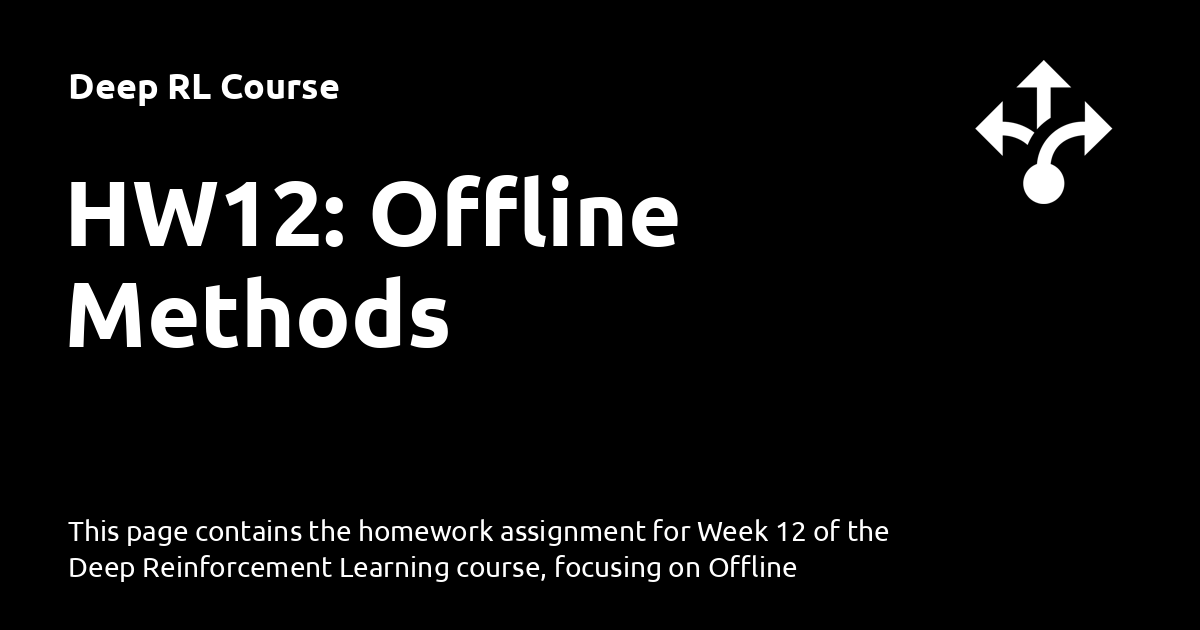 Deep RL Course
HW12: Offline
Methods
This page contains the homework assignment for Week 12 of the
Deep Reinforcement Learning course, focusing on Offline